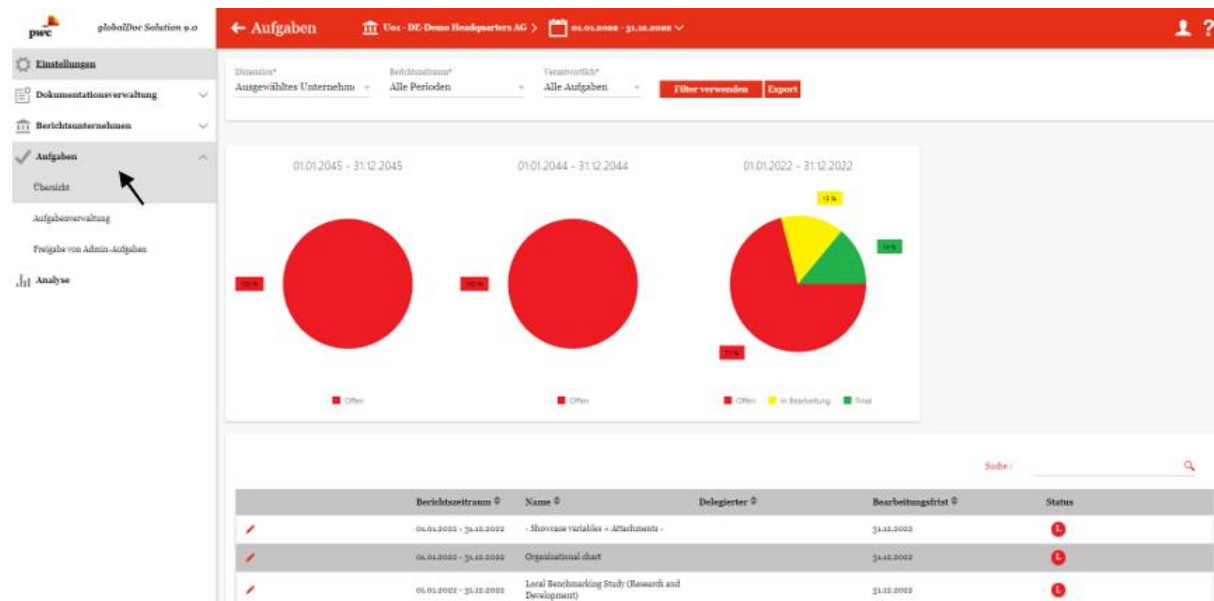 pwc
globalDoc Solution 9.0
← Aufgaben
U01 - DE-Demo Headquarters AG >
01.01.2022 - 31.12.2022
?
Einstellungen
Dokumentationsverwaltung
Berichtsunternehmen
Aufgaben
Übersicht
Aufgabenverwaltung
Freigabe von Admin-Aufgaben
Analyse
Dimension* Berichtszeitraum* Verantwortlich*
Ausgewähltes Unternehm Alle Perioden Alle Aufgaben Filter verwenden Export
01.01.2045 - 31.12.2045 01.01.2044 - 31.12.2044 01.01.2022 - 31.12.2022
100 % 100 %
Offen Offen Offen In Bearbeitung Final
Suche :
Berichtszeitraum Name Delegierter Bearbeitungsfrist Status
01.01.2022 - 31.12.2022 - Showcase variables + Attachments - 31.12.2022
01.01.2022 - 31.12.2022 Organisational chart 31.12.2022
Local Benchmarking Study (Research and
01.01.2022 - 31.12.2022 Development) 31.12.2022